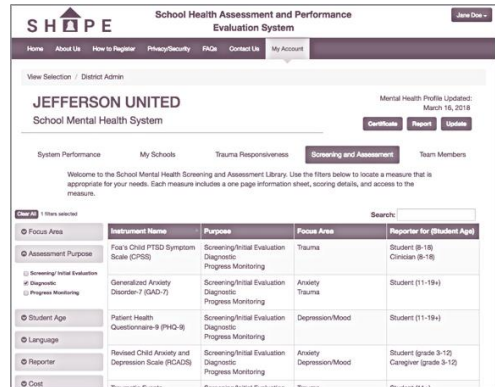 SHAPE
School Health Assessment and Performance
Evaluation System
Jane Doe
Home About Us How to Register Privacy/Security FAQs Contact Us My Account
View Selection / District Admin
JEFFERSON UNITED
School Mental Health System
Mental Health Profile Updated:
March 16, 2018
Certificate Report Update
System Performance My Schools Trauma Responsiveness Screening and Assessment Team Members
Welcome to the School Mental Health Screening and Assessment Library. Use the filters below to locate a measure that is
appropriate for your needs. Each measure includes a one page information sheet, scoring details, and access to the
measure.
Clear All 1 filters selected
Search:
Focus Area
Assessment Purpose
Screening/Initial Evaluation
Diagnostic
Progress Monitoring
Student Age
Language
Reporter
Cost
Instrument Name Purpose Focus Area Reporter for (Student Age)
Foa's Child PTSD Symptom Screening/Initial Evaluation Trauma Student (8-18)
Scale (CPSS) Diagnostic Clinician (8-18)
Progress Monitoring
Generalized Anxiety Screening/Initial Evaluation Anxiety Student (11-19+)
Disorder-7 (GAD-7) Diagnostic Trauma
Progress Monitoring
Patient Health Screening/Initial Evaluation Depression/Mood Student (11-19+)
Questionnaire-9 (PHQ-9) Diagnostic
Progress Monitoring
Revised Child Anxiety and Screening/Initial Evaluation Anxiety Student (grade 3-12)
Depression Scale (RCADS) Diagnostic Depression/Mood Caregiver (grade 3-12)
Progress Monitoring